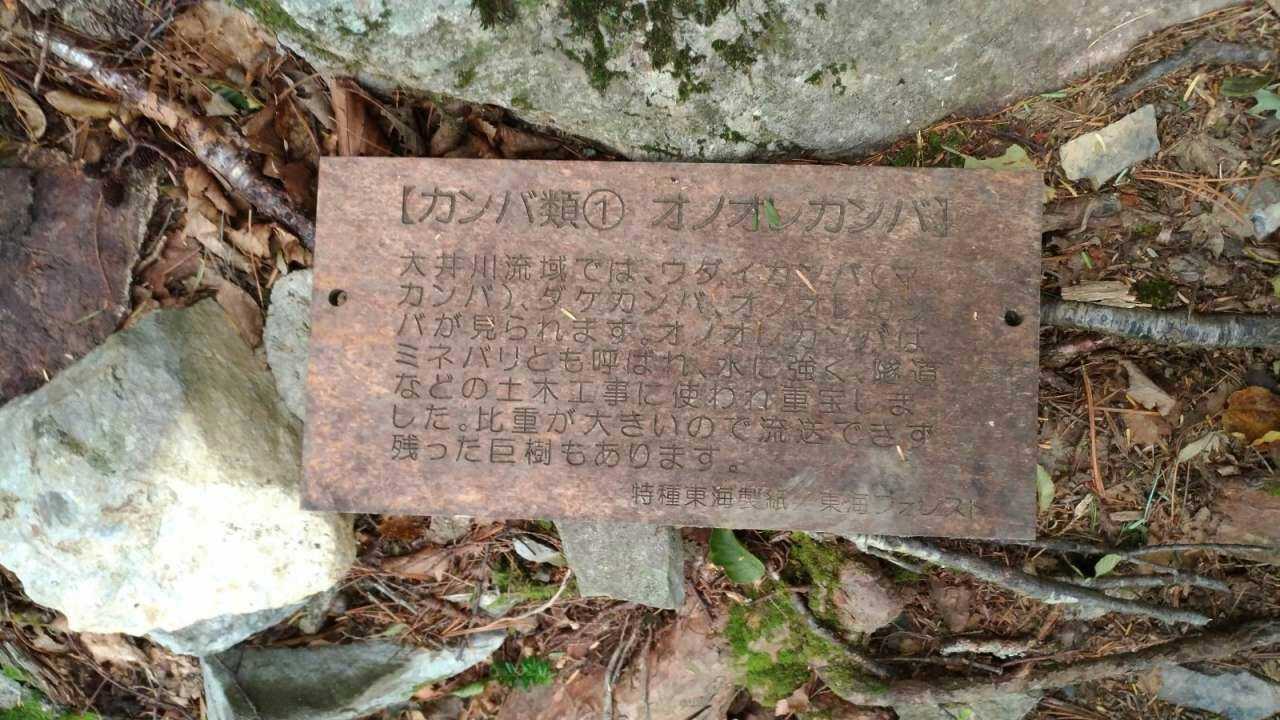 【カンバ類① オノオレカンバ】
大井川流域では、ウダイカンバ(マ
カンバ)、ダケカンバ、オノオレカン
バが見られます。オノオレカンバは
ミネバリとも呼ばれ、水に強く、隧道
などの土木工事に使われ重宝しま
した。比重が大きいので流送できず
残った巨樹もあります。
特種東海製紙／東海フォレスト